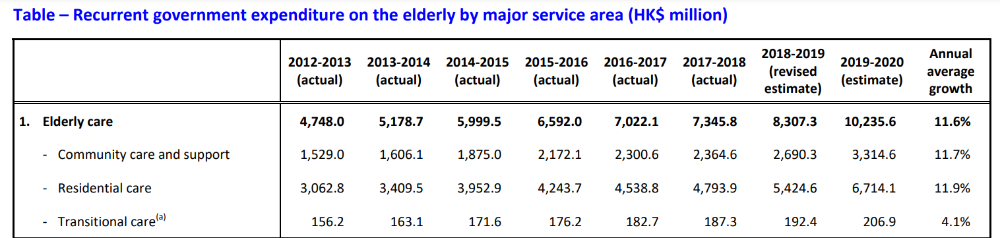 Table – Recurrent government expenditure on the elderly by major service area (HK$ million)
2012-2013 (actual) 2013-2014 (actual) 2014-2015 (actual) 2015-2016 (actual) 2016-2017 (actual) 2017-2018 (actual) 2018-2019 (revised estimate) 2019-2020 (estimate) Annual average growth
1. Elderly care 4,748.0 5,178.7 5,999.5 6,592.0 7,022.1 7,345.8 8,307.3 10,235.6 11.6%
- Community care and support 1,529.0 1,606.1 1,875.0 2,172.1 2,300.6 2,364.6 2,690.3 3,314.6 11.7%
- Residential care 3,062.8 3,409.5 3,952.9 4,243.7 4,538.8 4,793.9 5,424.6 6,714.1 11.9%
- Transitional care(a) 156.2 163.1 171.6 176.2 182.7 187.3 192.4 206.9 4.1%